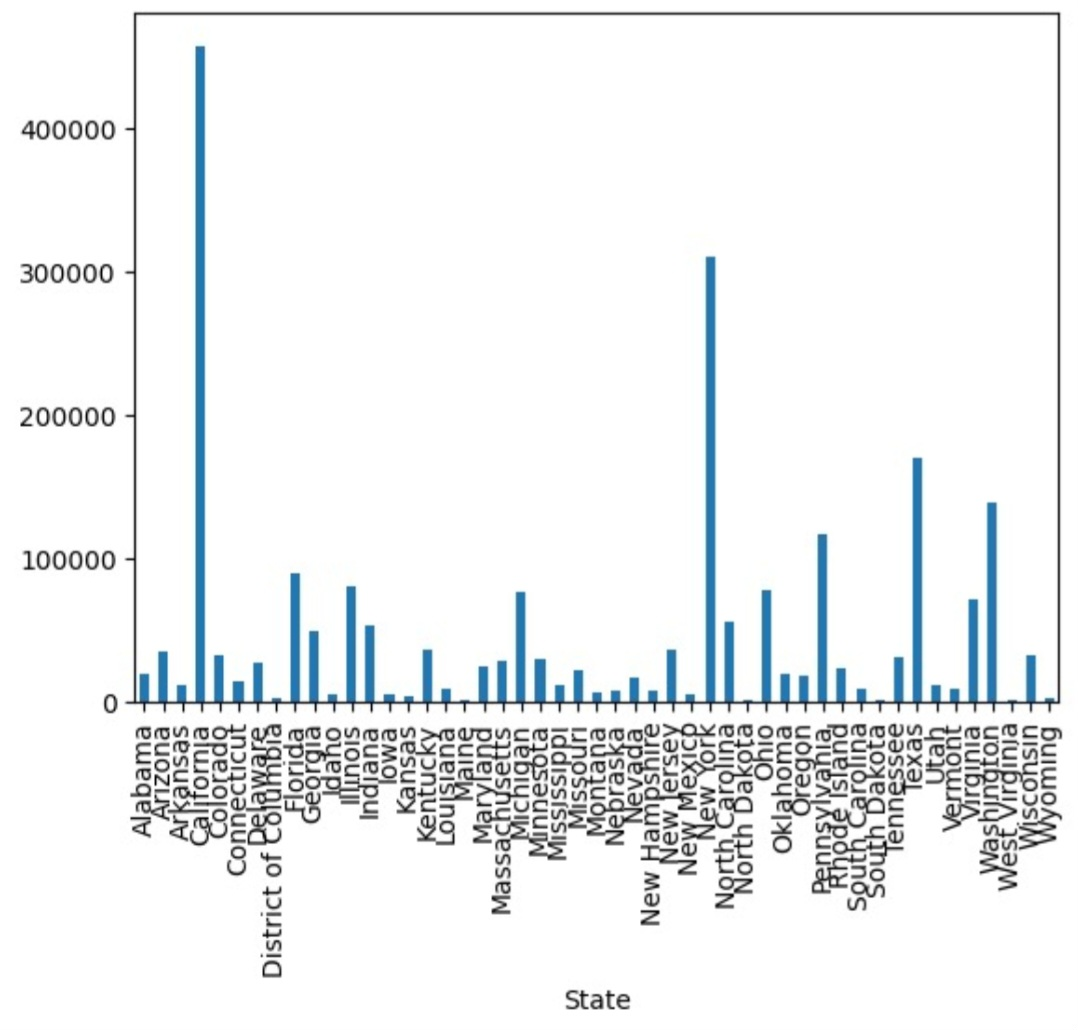 400000
300000
200000
100000
0
Alabama
Arizona
Arkansas
California
Colorado
Connecticut
Delaware
District of Columbia
Florida
Georgia
Idaho
Illinois
Indiana
Iowa
Kansas
Kentucky
Louisiana
Maine
Maryland
Massachusetts
Michigan
Minnesota
Mississippi
Missouri
Montana
Nebraska
Nevada
New Hampshire
New Jersey
New Mexico
New York
North Carolina
North Dakota
Ohio
Oklahoma
Oregon
Pennsylvania
Rhode Island
South Carolina
South Dakota
Tennessee
Texas
Utah
Vermont
Virginia
Washington
West Virginia
Wisconsin
Wyoming
State